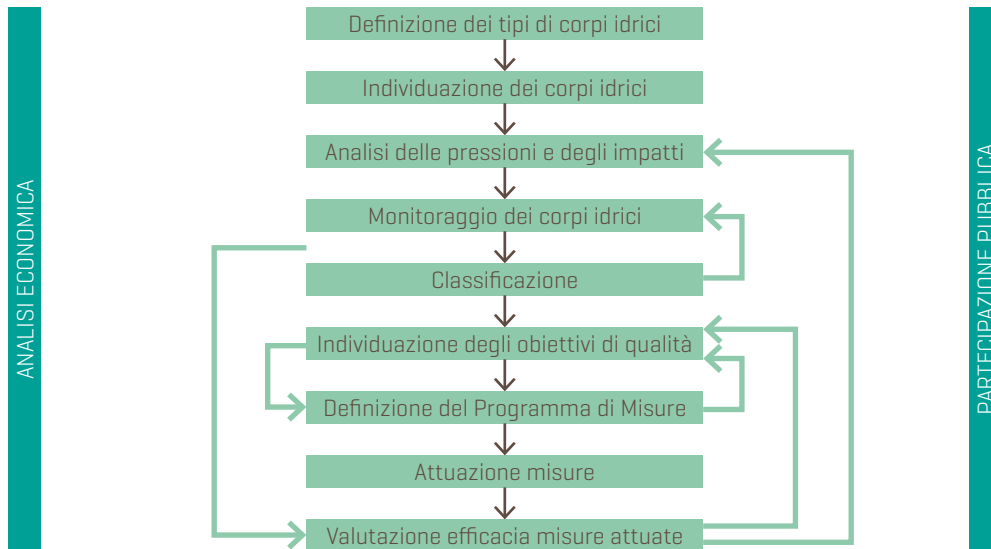 ANALISI ECONOMICA
Definizione dei tipi di corpi idrici
Individuazione dei corpi idrici
Analisi delle pressioni e degli impatti
Monitoraggio dei corpi idrici
Classificazione
Individuazione degli obiettivi di qualità
Definizione del Programma di Misure
Attuazione misure
Valutazione efficacia misure attuate
PARTECIPAZIONE PUBBLICA